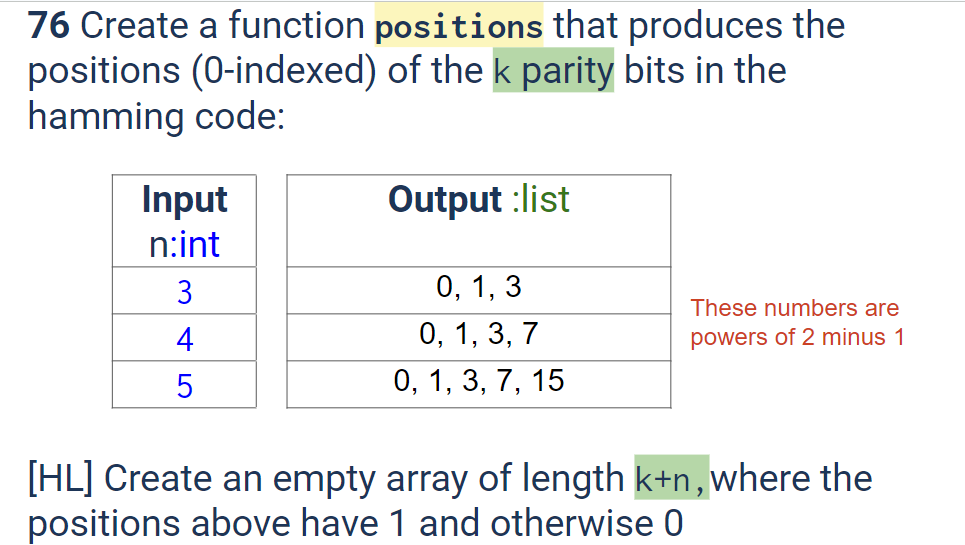 76 Create a function positions that produces the
positions (0-indexed) of the k parity bits in the
hamming code:
Input
n:int
Output :list
3
0, 1, 3
4
0, 1, 3, 7
5
0, 1, 3, 7, 15
These numbers are
powers of 2 minus 1
[HL] Create an empty array of length k+n, where the
positions above have 1 and otherwise 0